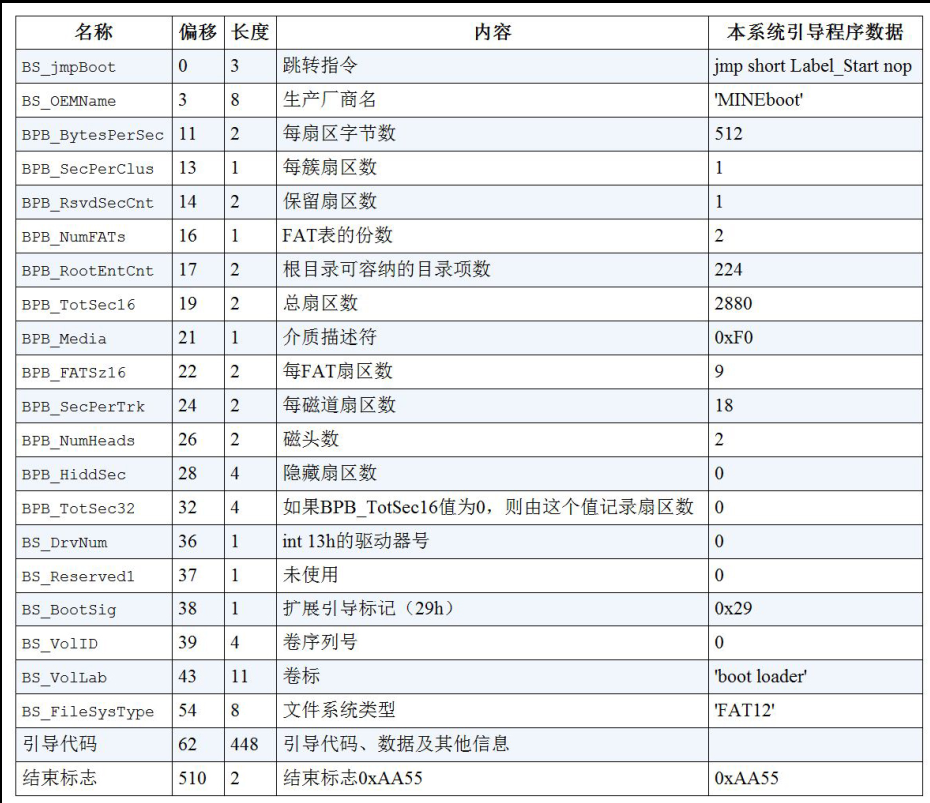 名称 偏移 长度 内容 本系统引导程序数据
BS_jmpBoot 0 3 跳转指令 jmp short Label_Start nop
BS_OEMName 3 8 生产厂商名 'MINEboot'
BPB_BytesPerSec 11 2 每扇区字节数 512
BPB_SecPerClus 13 1 每簇扇区数 1
BPB_RsvdSecCnt 14 2 保留扇区数 1
BPB_NumFATs 16 1 FAT表的份数 2
BPB_RootEntCnt 17 2 根目录可容纳的目录项数 224
BPB_TotSec16 19 2 总扇区数 2880
BPB_Media 21 1 介质描述符 0xF0
BPB_FATSz16 22 2 每FAT扇区数 9
BPB_SecPerTrk 24 2 每磁道扇区数 18
BPB_NumHeads 26 2 磁头数 2
BPB_HiddSec 28 4 隐藏扇区数 0
BPB_TotSec32 32 4 如果BPB_TotSec16值为0，则由这个值记录扇区数 0
BS_DrvNum 36 1 int 13h的驱动器号 0
BS_Reserved1 37 1 未使用 0
BS_BootSig 38 1 扩展引导标记（29h） 0x29
BS_VolID 39 4 卷序列号 0
BS_VolLab 43 11 卷标 'boot loader'
BS_FileSysType 54 8 文件系统类型 'FAT12'
引导代码 62 448 引导代码、数据及其他信息
结束标志 510 2 结束标志0xAA55 0xAA55